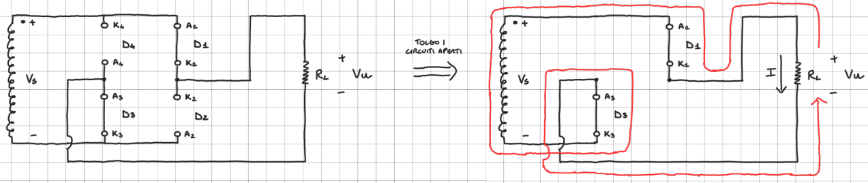 + K4 A1
D4 D1
A4 K1
Vs
A3 K2
D3 D2
- K3 A2
RL
+
Vu
-
TOLGO I
CIRCUITI APERTI
+ A1
D1
K1
Vs
A3
D3
- K3
I
RL
+
Vu
-